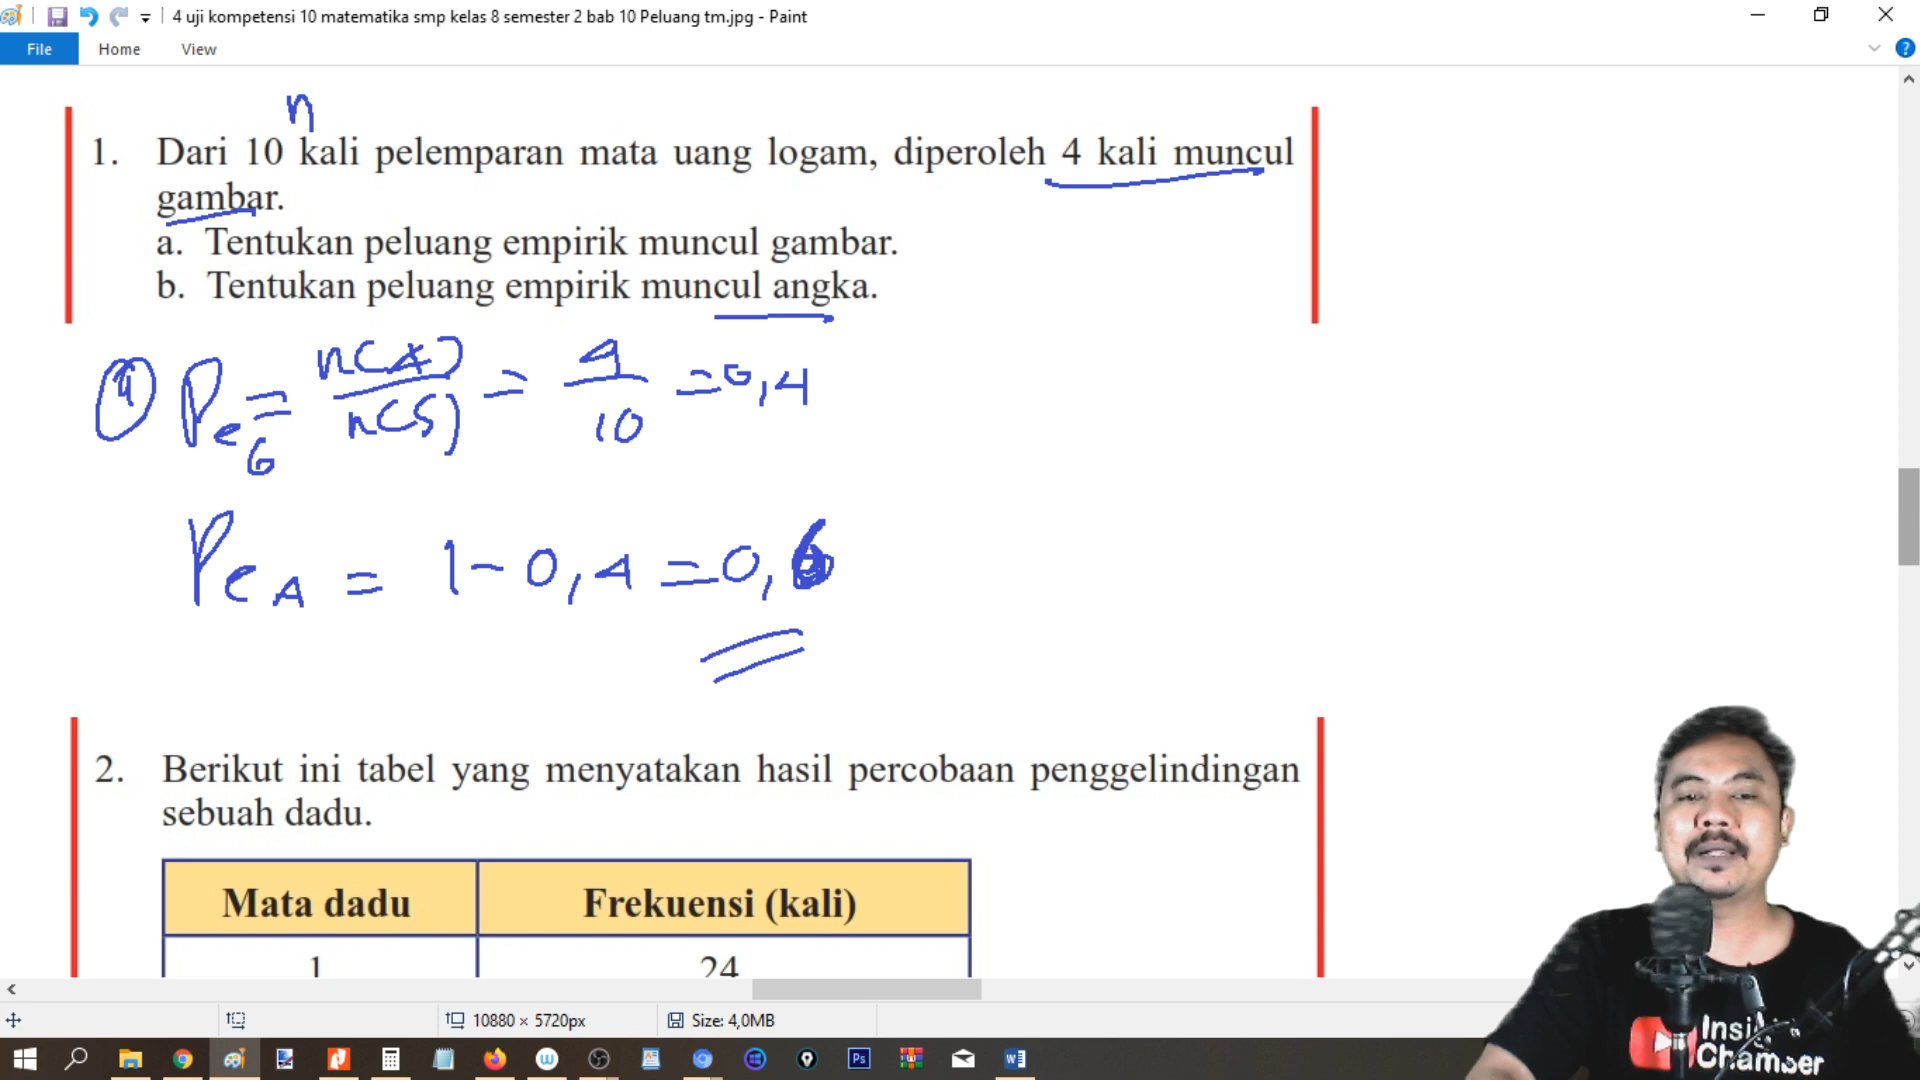 4 uji kompetensi 10 matematika smp kelas 8 semester 2 bab 10 Peluang tm.jpg - Paint
File Home View
n
1. Dari 10 kali pelemparan mata uang logam, diperoleh 4 kali muncul
gambar.
a. Tentukan peluang empirik muncul gambar.
b. Tentukan peluang empirik muncul angka.
Pe G = n(A) / n(S) = 4 / 10 = 0,4
Pe A = 1 - 0,4 = 0,6
2. Berikut ini tabel yang menyatakan hasil percobaan penggelindingan
sebuah dadu.
Mata dadu Frekuensi (kali)
1 24
10880 × 5720px Size: 4,0MB
Ps W
Chamber